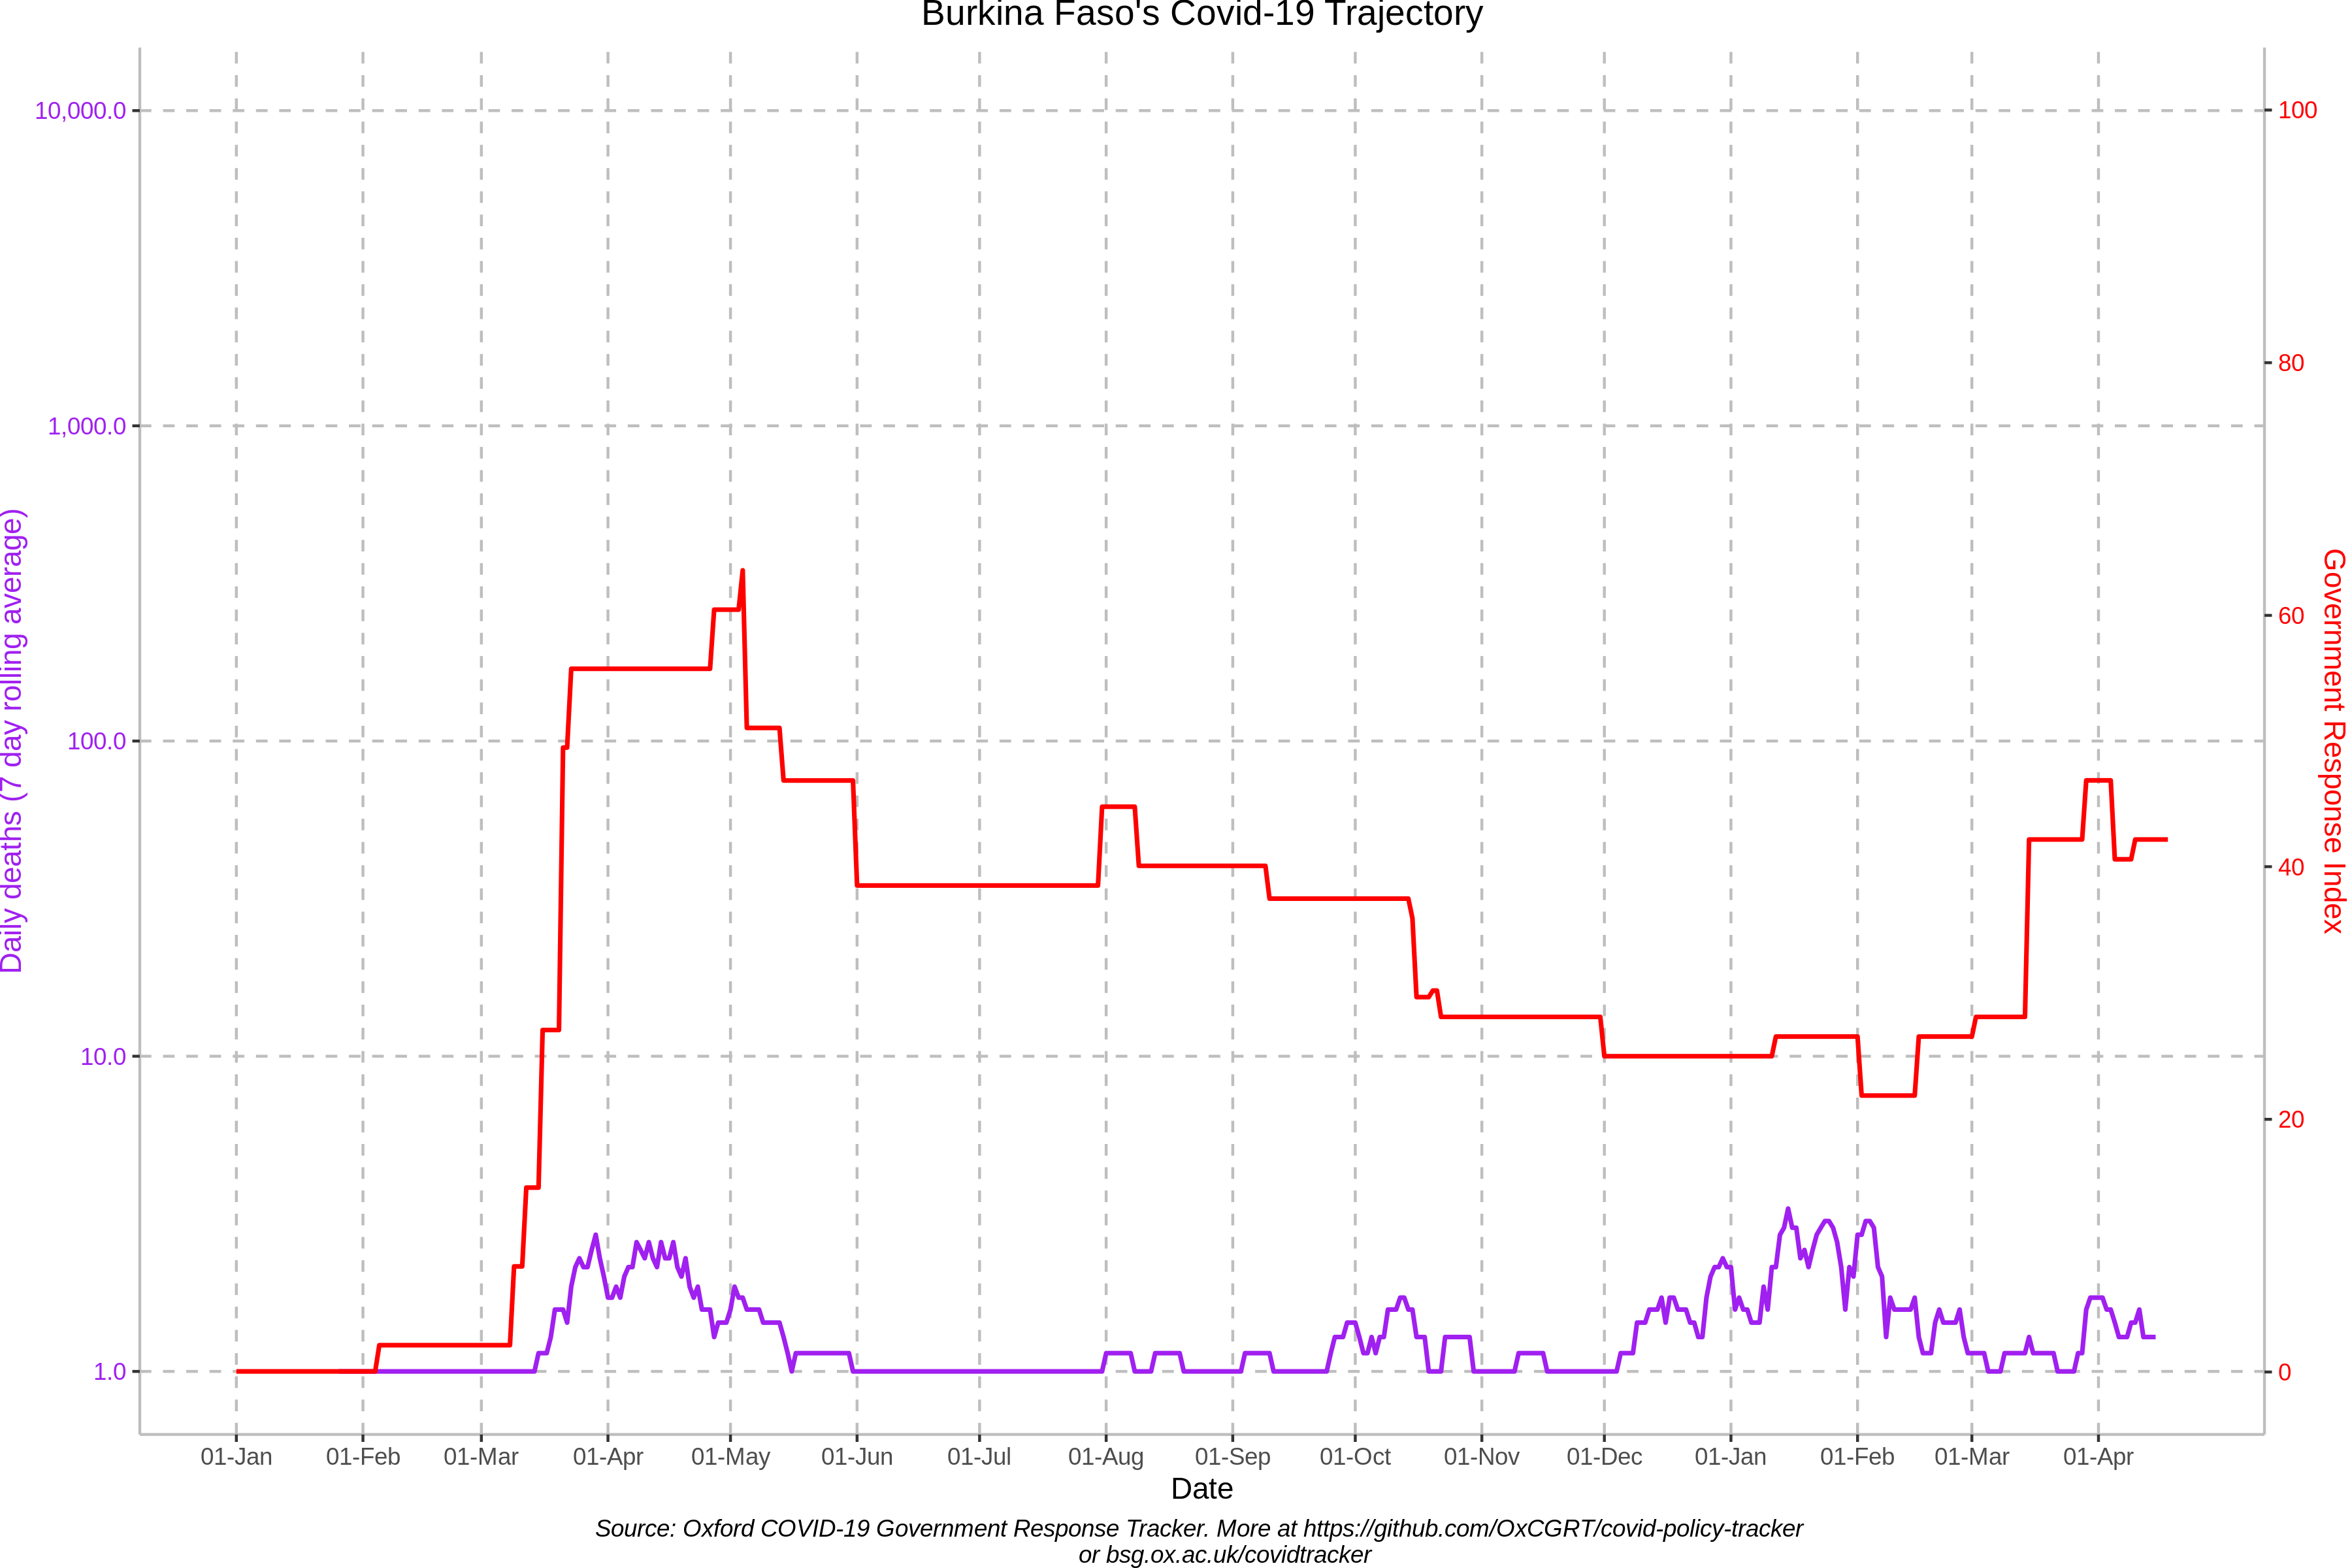 Burkina Faso's Covid-19 Trajectory
Daily deaths (7 day rolling average)
10,000.0
1,000.0
100.0
10.0
1.0
100
80
60
40
20
0
Government Response Index
01-Jan 01-Feb 01-Mar 01-Apr 01-May 01-Jun 01-Jul 01-Aug 01-Sep 01-Oct 01-Nov 01-Dec 01-Jan 01-Feb 01-Mar 01-Apr
Date
Source: Oxford COVID-19 Government Response Tracker. More at https://github.com/OxCGRT/covid-policy-tracker
or bsg.ox.ac.uk/covidtracker